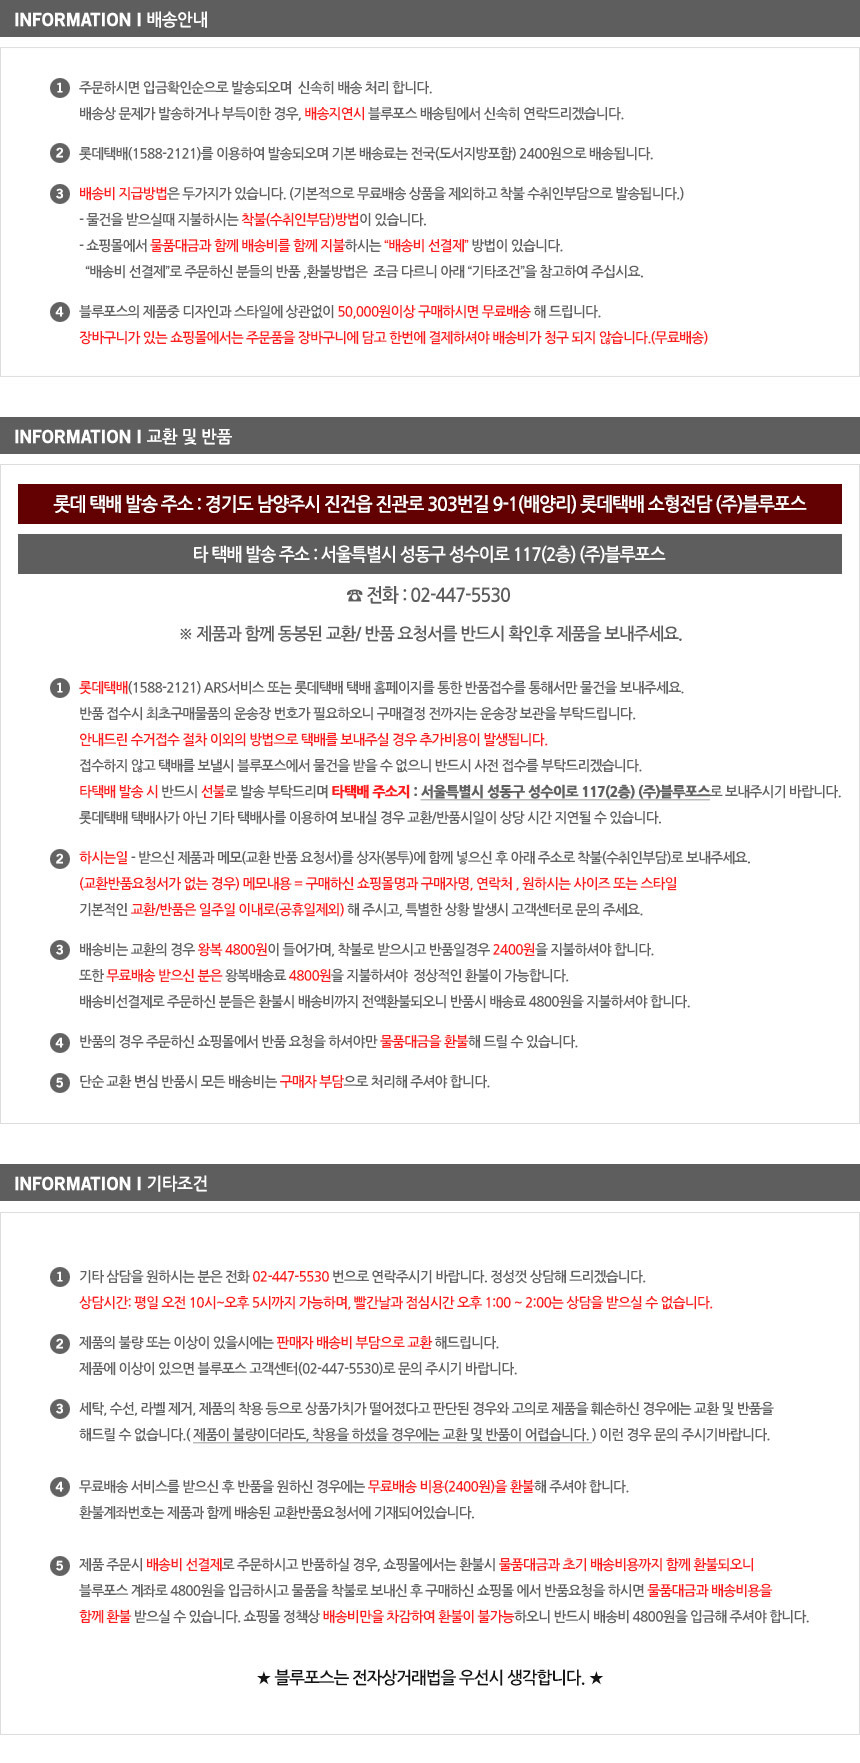 INFORMATION I 배송안내
1 주문하시면 입금확인순으로 발송되오며 신속히 배송 처리 합니다.
배송상 문제가 발송하거나 부득이한 경우, 배송지연시 블루포스 배송팀에서 신속히 연락드리겠습니다.
2 롯데택배(1588-2121)를 이용하여 발송되오며 기본 배송료는 전국(도서지방포함) 2400원으로 배송됩니다.
3 배송비 지급방법은 두가지가 있습니다. (기본적으로 무료배송 상품을 제외하고 착불 수취인부담으로 발송됩니다.)
- 물건을 받으실때 지불하시는 착불(수취인부담)방법이 있습니다.
- 쇼핑몰에서 물품대금과 함께 배송비를 함께 지불하시는 “배송비 선결제” 방법이 있습니다.
“배송비 선결제”로 주문하신 분들의 반품 ,환불방법은 조금 다르니 아래 “기타조건”을 참고하여 주십시요.
4 블루포스의 제품중 디자인과 스타일에 상관없이 50,000원이상 구매하시면 무료배송 해 드립니다.
장바구니가 있는 쇼핑몰에서는 주문품을 장바구니에 담고 한번에 결제하셔야 배송비가 청구 되지 않습니다.(무료배송)
INFORMATION I 교환 및 반품
롯데 택배 발송 주소 : 경기도 남양주시 진건읍 진관로 303번길 9-1(배양리) 롯데택배 소형전담 (주)블루포스
타 택배 발송 주소 : 서울특별시 성동구 성수이로 117(2층) (주)블루포스
☎ 전화 : 02-447-5530
※ 제품과 함께 동봉된 교환/ 반품 요청서를 반드시 확인후 제품을 보내주세요.
1 롯데택배(1588-2121) ARS서비스 또는 롯데택배 택배 홈페이지를 통한 반품접수를 통해서만 물건을 보내주세요.
반품 접수시 최초구매물품의 운송장 번호가 필요하오니 구매결정 전까지는 운송장 보관을 부탁드립니다.
안내드린 수거접수 절차 이외의 방법으로 택배를 보내주실 경우 추가비용이 발생됩니다.
접수하지 않고 택배를 보낼시 블루포스에서 물건을 받을 수 없으니 반드시 사전 접수를 부탁드리겠습니다.
타택배 발송 시 반드시 선불로 발송 부탁드리며 타택배 주소지 : 서울특별시 성동구 성수이로 117(2층) (주)블루포스로 보내주시기 바랍니다.
롯데택배 택배사가 아닌 기타 택배사를 이용하여 보내실 경우 교환/반품시일이 상당 시간 지연될 수 있습니다.
2 하시는일 - 받으신 제품과 메모(교환 반품 요청서)를 상자(봉투)에 함께 넣으신 후 아래 주소로 착불(수취인부담)로 보내주세요.
(교환반품요청서가 없는 경우) 메모내용 = 구매하신 쇼핑몰명과 구매자명, 연락처 , 원하시는 사이즈 또는 스타일
기본적인 교환/반품은 일주일 이내로(공휴일제외) 해 주시고, 특별한 상황 발생시 고객센터로 문의 주세요.
3 배송비는 교환의 경우 왕복 4800원이 들어가며, 착불로 받으시고 반품일경우 2400원을 지불하셔야 합니다.
또한 무료배송 받으신 분은 왕복배송료 4800원을 지불하셔야 정상적인 환불이 가능합니다.
배송비선결제로 주문하신 분들은 환불시 배송비까지 전액환불되오니 반품시 배송료 4800원을 지불하셔야 합니다.
4 반품의 경우 주문하신 쇼핑몰에서 반품 요청을 하셔야만 물품대금을 환불해 드릴 수 있습니다.
5 단순 교환 변심 반품시 모든 배송비는 구매자 부담으로 처리해 주셔야 합니다.
INFORMATION I 기타조건
1 기타 삼담을 원하시는 분은 전화 02-447-5530 번으로 연락주시기 바랍니다. 정성껏 상담해 드리겠습니다.
상담시간: 평일 오전 10시~오후 5시까지 가능하며, 빨간날과 점심시간 오후 1:00 ~ 2:00는 상담을 받으실 수 없습니다.
2 제품의 불량 또는 이상이 있을시에는 판매자 배송비 부담으로 교환 해드립니다.
제품에 이상이 있으면 블루포스 고객센터(02-447-5530)로 문의 주시기 바랍니다.
3 세탁, 수선, 라벨 제거, 제품의 착용 등으로 상품가치가 떨어졌다고 판단된 경우와 고의로 제품을 훼손하신 경우에는 교환 및 반품을
해드릴 수 없습니다.( 제품이 불량이더라도, 착용을 하셨을 경우에는 교환 및 반품이 어렵습니다. ) 이런 경우 문의 주시기바랍니다.
4 무료배송 서비스를 받으신 후 반품을 원하신 경우에는 무료배송 비용(2400원)을 환불해 주셔야 합니다.
환불계좌번호는 제품과 함께 배송된 교환반품요청서에 기재되어있습니다.
5 제품 주문시 배송비 선결제로 주문하시고 반품하실 경우, 쇼핑몰에서는 환불시 물품대금과 초기 배송비용까지 함께 환불되오니
블루포스 계좌로 4800원을 입금하시고 물품을 착불로 보내신 후 구매하신 쇼핑몰 에서 반품요청을 하시면 물품대금과 배송비용을
함께 환불 받으실 수 있습니다. 쇼핑몰 정책상 배송비만을 차감하여 환불이 불가능하오니 반드시 배송비 4800원을 입금해 주셔야 합니다.
★ 블루포스는 전자상거래법을 우선시 생각합니다. ★